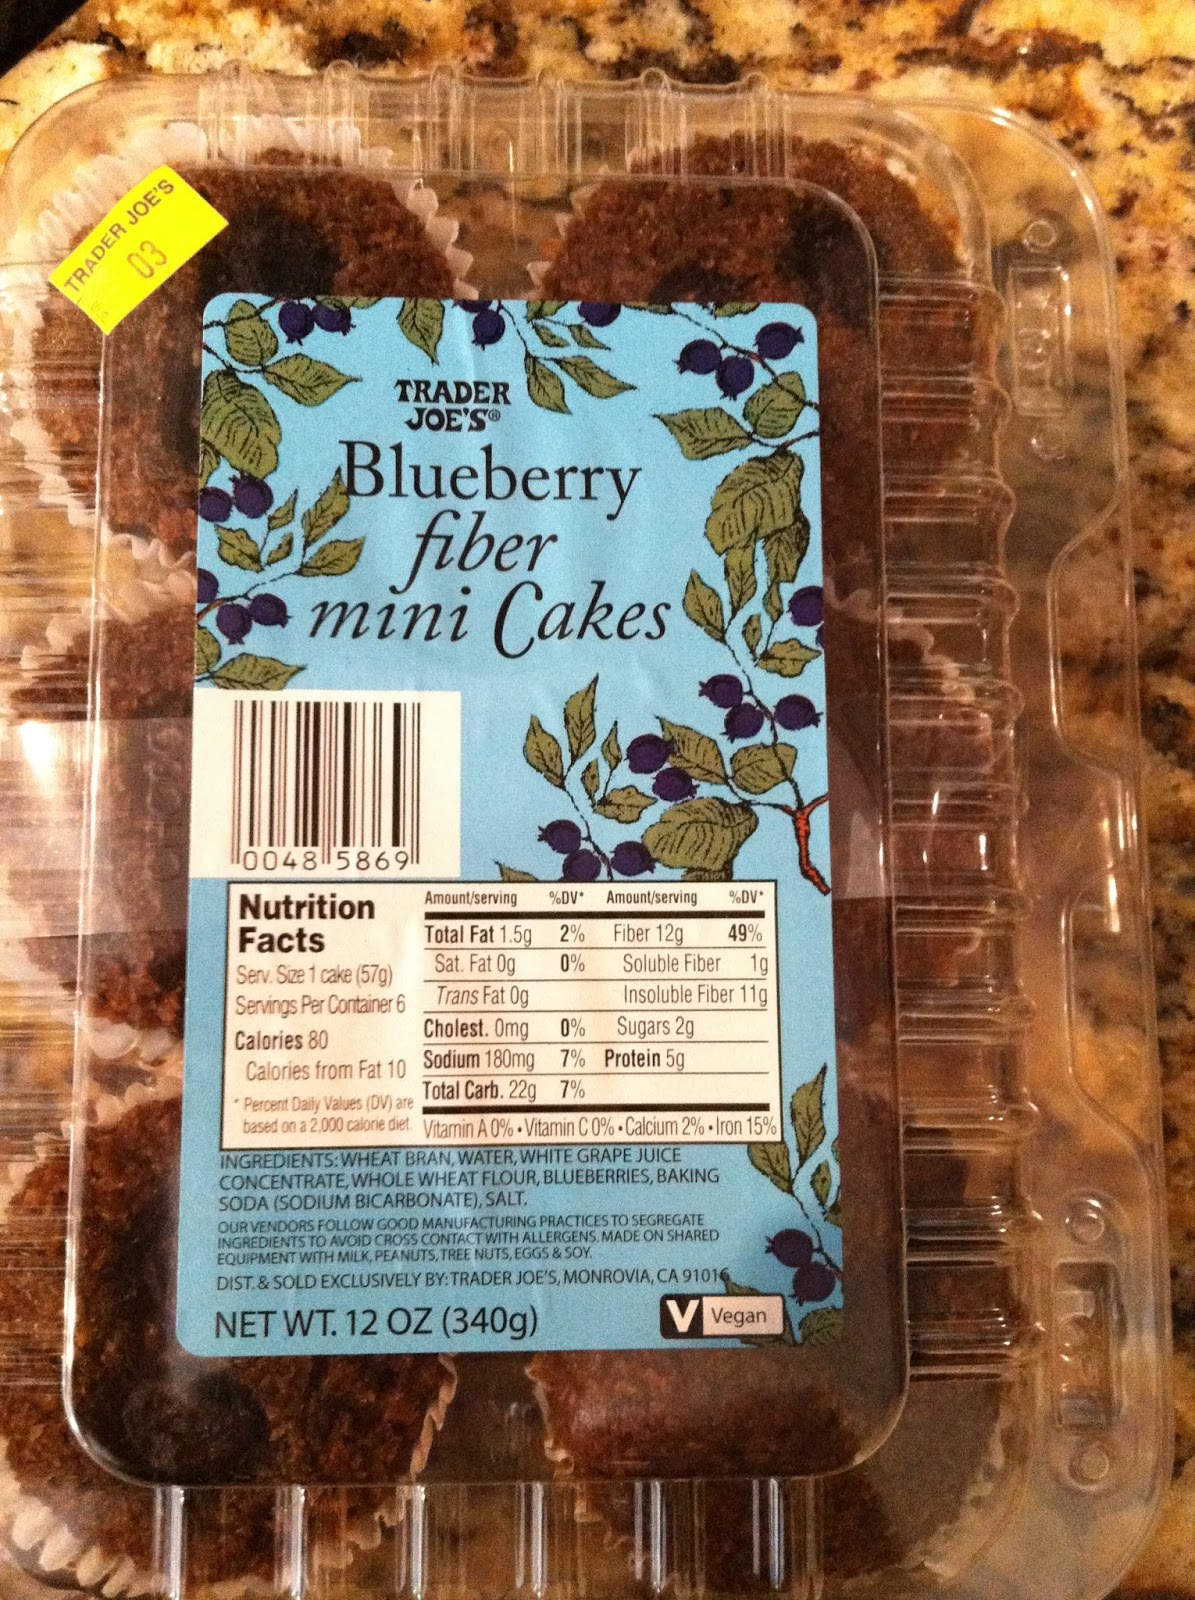 TRADER JOE'S
03
TRADER
JOE'S®
Blueberry
fiber
mini Cakes
0048 5869
Nutrition
Facts
Serv. Size 1 cake (57g)
Servings Per Container 6
Calories 80
Calories from Fat 10
* Percent Daily Values (DV) are
based on a 2,000 calorie diet.
Amount/serving %DV* Amount/serving %DV*
Total Fat 1.5g 2% Fiber 12g 49%
Sat. Fat 0g 0% Soluble Fiber 1g
Trans Fat 0g Insoluble Fiber 11g
Cholest. 0mg 0% Sugars 2g
Sodium 180mg 7% Protein 5g
Total Carb. 22g 7%
Vitamin A 0% • Vitamin C 0% • Calcium 2% • Iron 15%
INGREDIENTS: WHEAT BRAN, WATER, WHITE GRAPE JUICE
CONCENTRATE, WHOLE WHEAT FLOUR, BLUEBERRIES, BAKING
SODA (SODIUM BICARBONATE), SALT.
OUR VENDORS FOLLOW GOOD MANUFACTURING PRACTICES TO SEGREGATE
INGREDIENTS TO AVOID CROSS CONTACT WITH ALLERGENS. MADE ON SHARED
EQUIPMENT WITH MILK, PEANUTS, TREE NUTS, EGGS & SOY.
DIST. & SOLD EXCLUSIVELY BY: TRADER JOE'S, MONROVIA, CA 91016
NET WT. 12 OZ (340g)
V Vegan